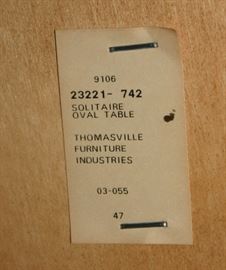 9106
23221- 742
SOLITAIRE
OVAL TABLE
THOMASVILLE
FURNITURE
INDUSTRIES
03-055
47